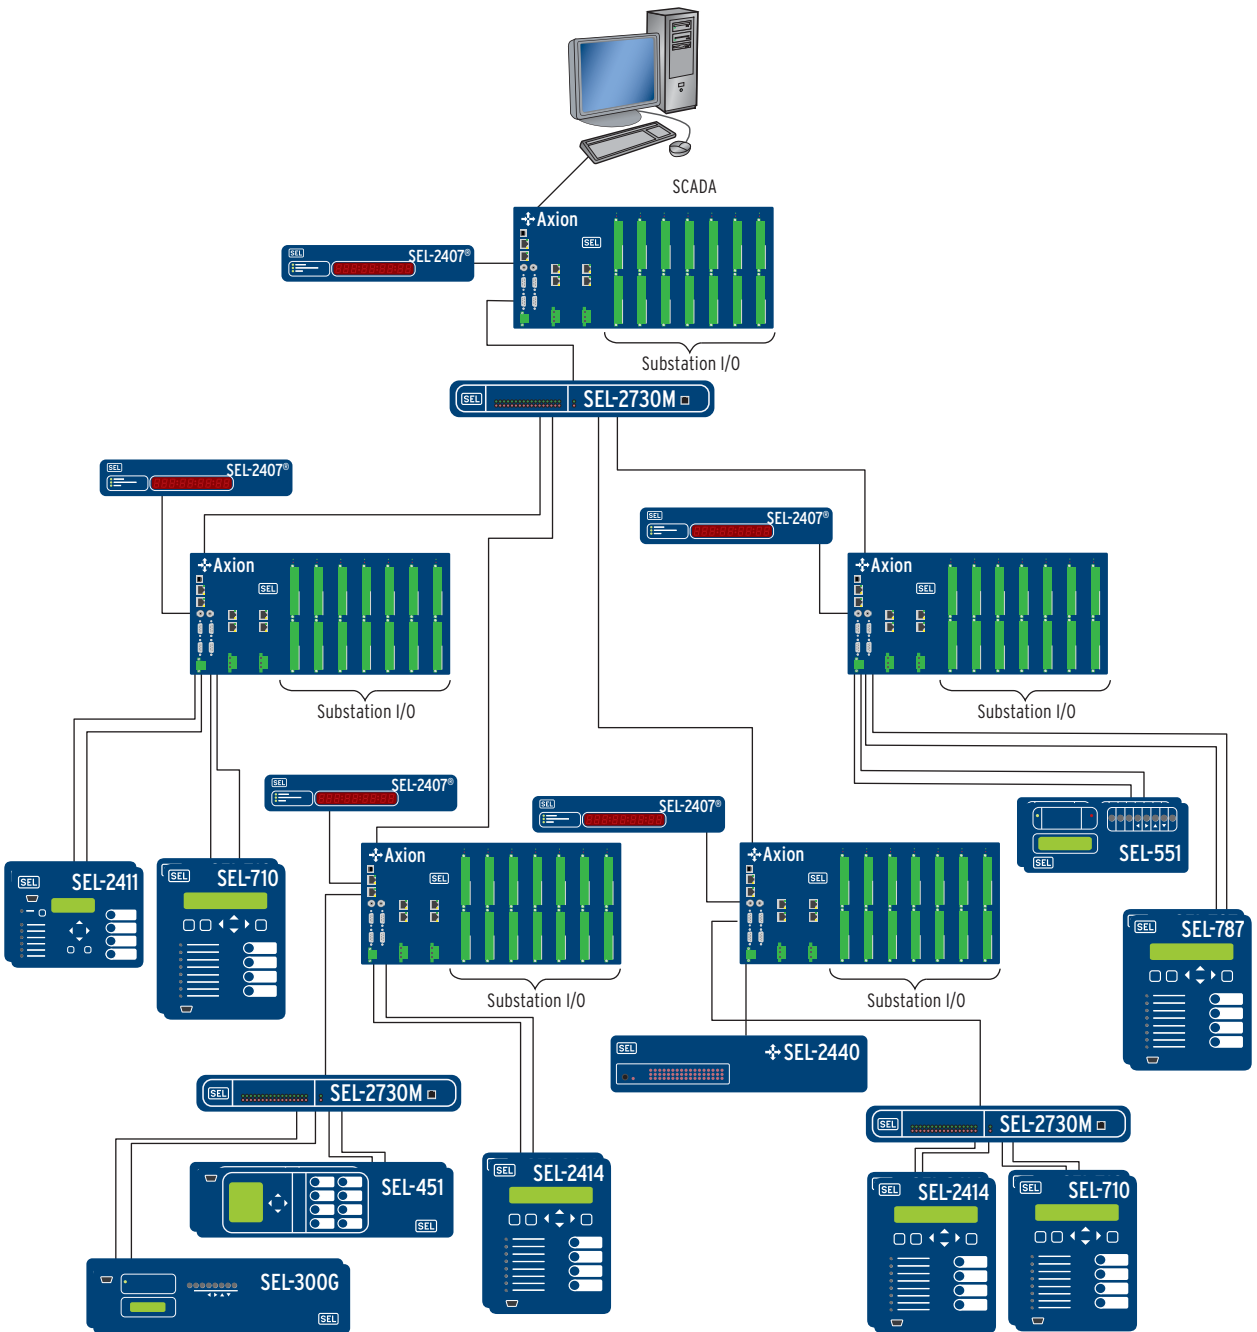 SCADA
Axion
SEL
SEL SEL-2407®
Substation I/O
SEL SEL-2730M
SEL SEL-2407®
SEL SEL-2407®
Axion
SEL
Axion
SEL
Substation I/O
Substation I/O
SEL SEL-2407®
SEL SEL-2407®
SEL-551
SEL
Axion
SEL
Axion
SEL
SEL SEL-2411
SEL SEL-710
SEL SEL-787
Substation I/O
Substation I/O
SEL SEL-2440
SEL SEL-2730M
SEL SEL-2730M
SEL-451
SEL
SEL SEL-2414
SEL SEL-2414
SEL SEL-710
SEL-300G
SEL